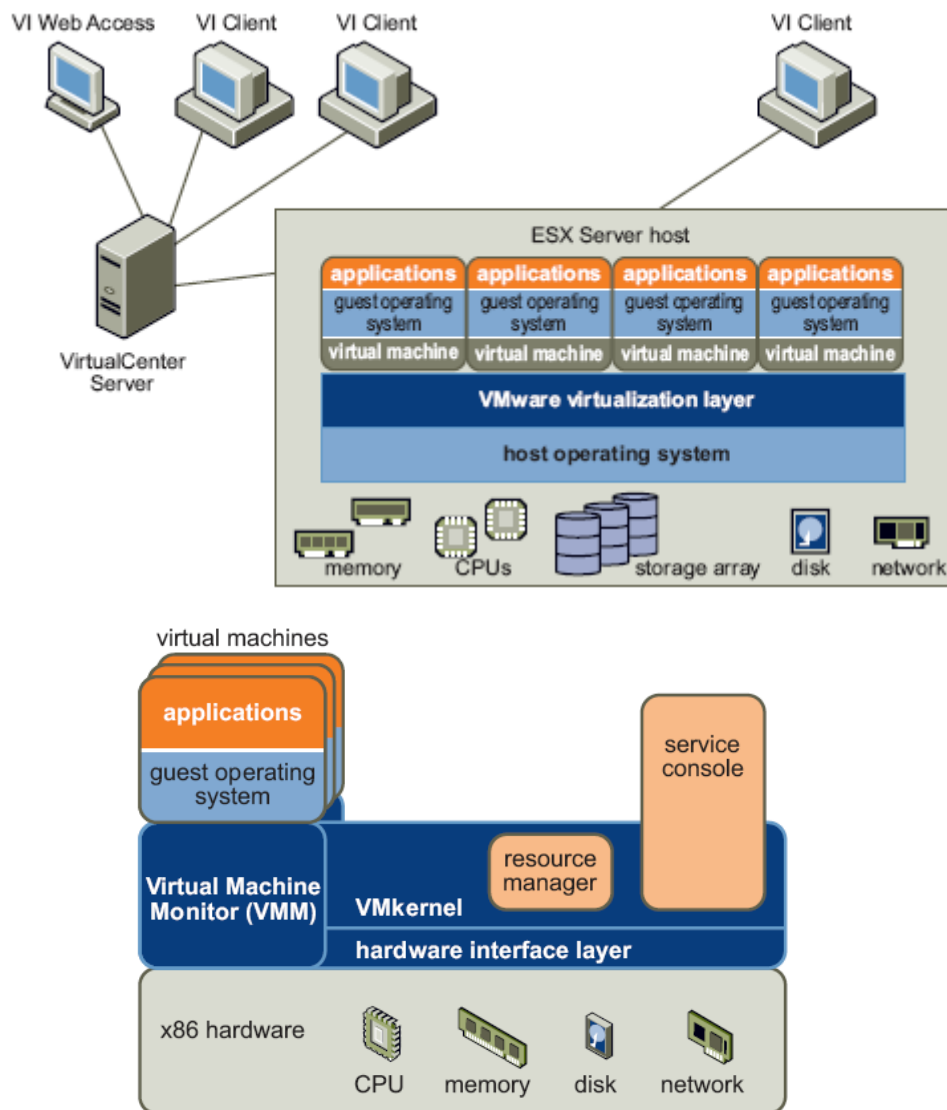 VI Web Access
VI Client
VI Client
VI Client
ESX Server host
applications
applications
applications
applications
guest operating
system
guest operating
system
guest operating
system
guest operating
system
virtual machine
virtual machine
virtual machine
virtual machine
VirtualCenter
Server
VMware virtualization layer
host operating system
memory
CPUs
storage array
disk
network
virtual machines
applications
guest operating
system
service
console
resource
manager
Virtual Machine
Monitor (VMM)
VMkernel
hardware interface layer
x86 hardware
CPU
memory
disk
network